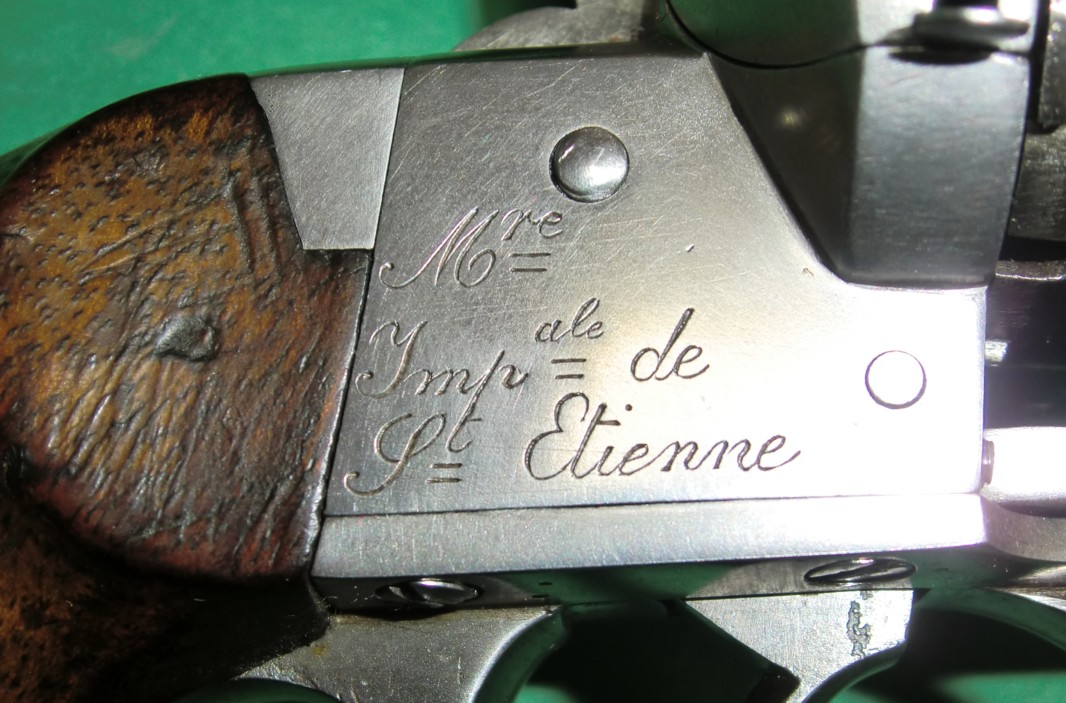 Mre
Impale de
St Etienne